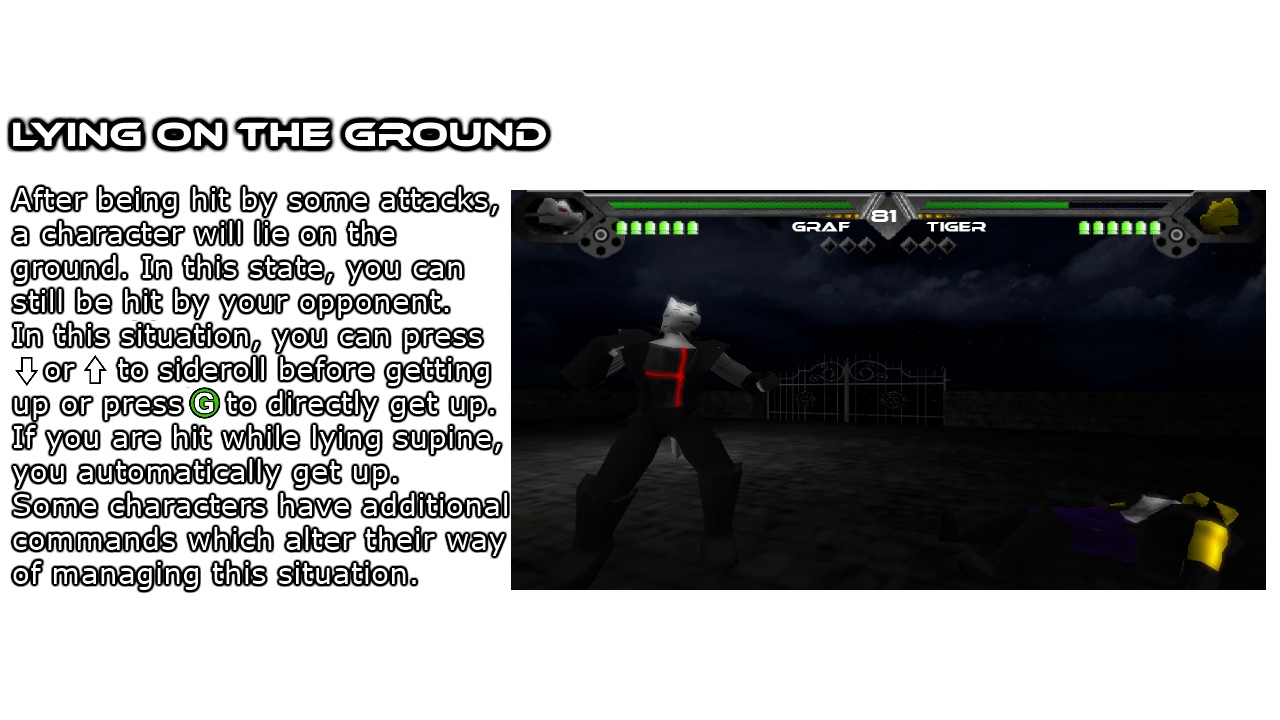 LYING ON THE GROUND
After being hit by some attacks,
a character will lie on the
ground. In this state, you can
still be hit by your opponent.
In this situation, you can press
⇩ or ⇧ to sideroll before getting
up or press G to directly get up.
If you are hit while lying supine,
you automatically get up.
Some characters have additional
commands which alter their way
of managing this situation.
81
GRAF TIGER